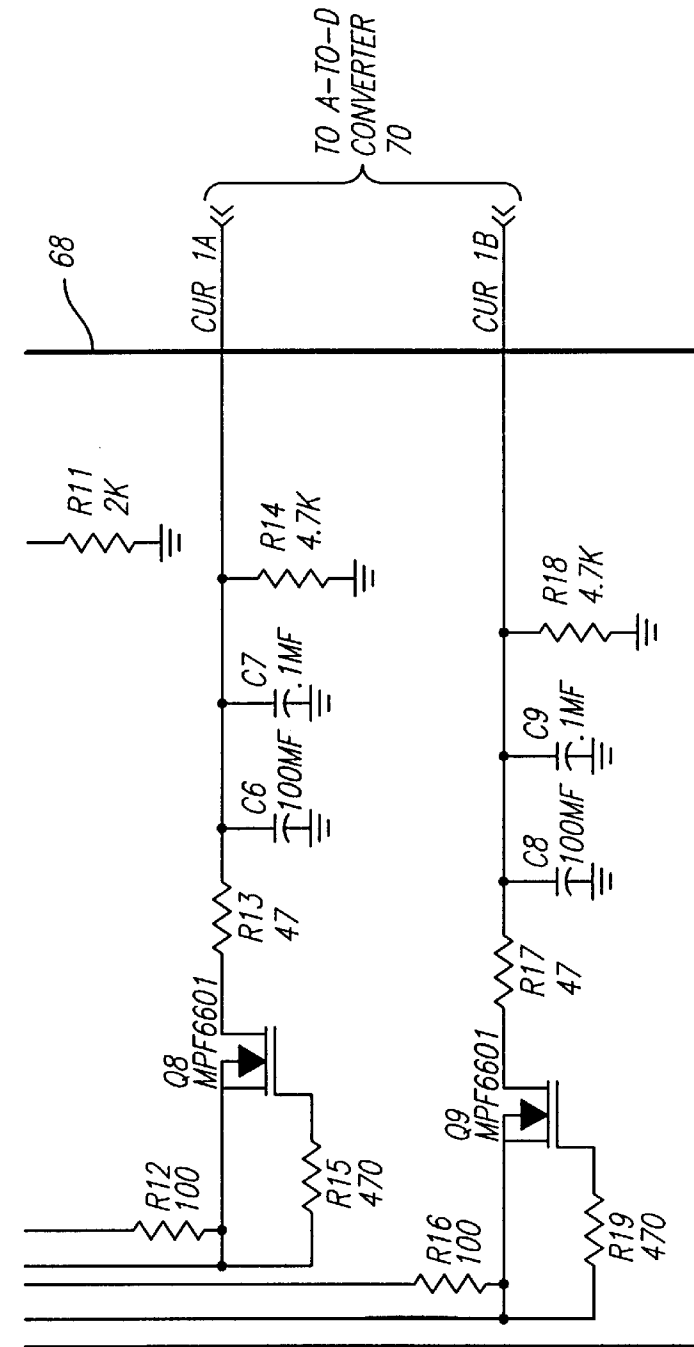 68
CUR 1A
TO A-TO-D
CONVERTER
70
CUR 1B
R11
2K
R14
4.7K
C7
.1MF
C6
100MF
R13
47
Q8
MPF6601
R12
100
R15
470
R18
4.7K
C9
.1MF
C8
100MF
R17
47
Q9
MPF6601
R16
100
R19
470